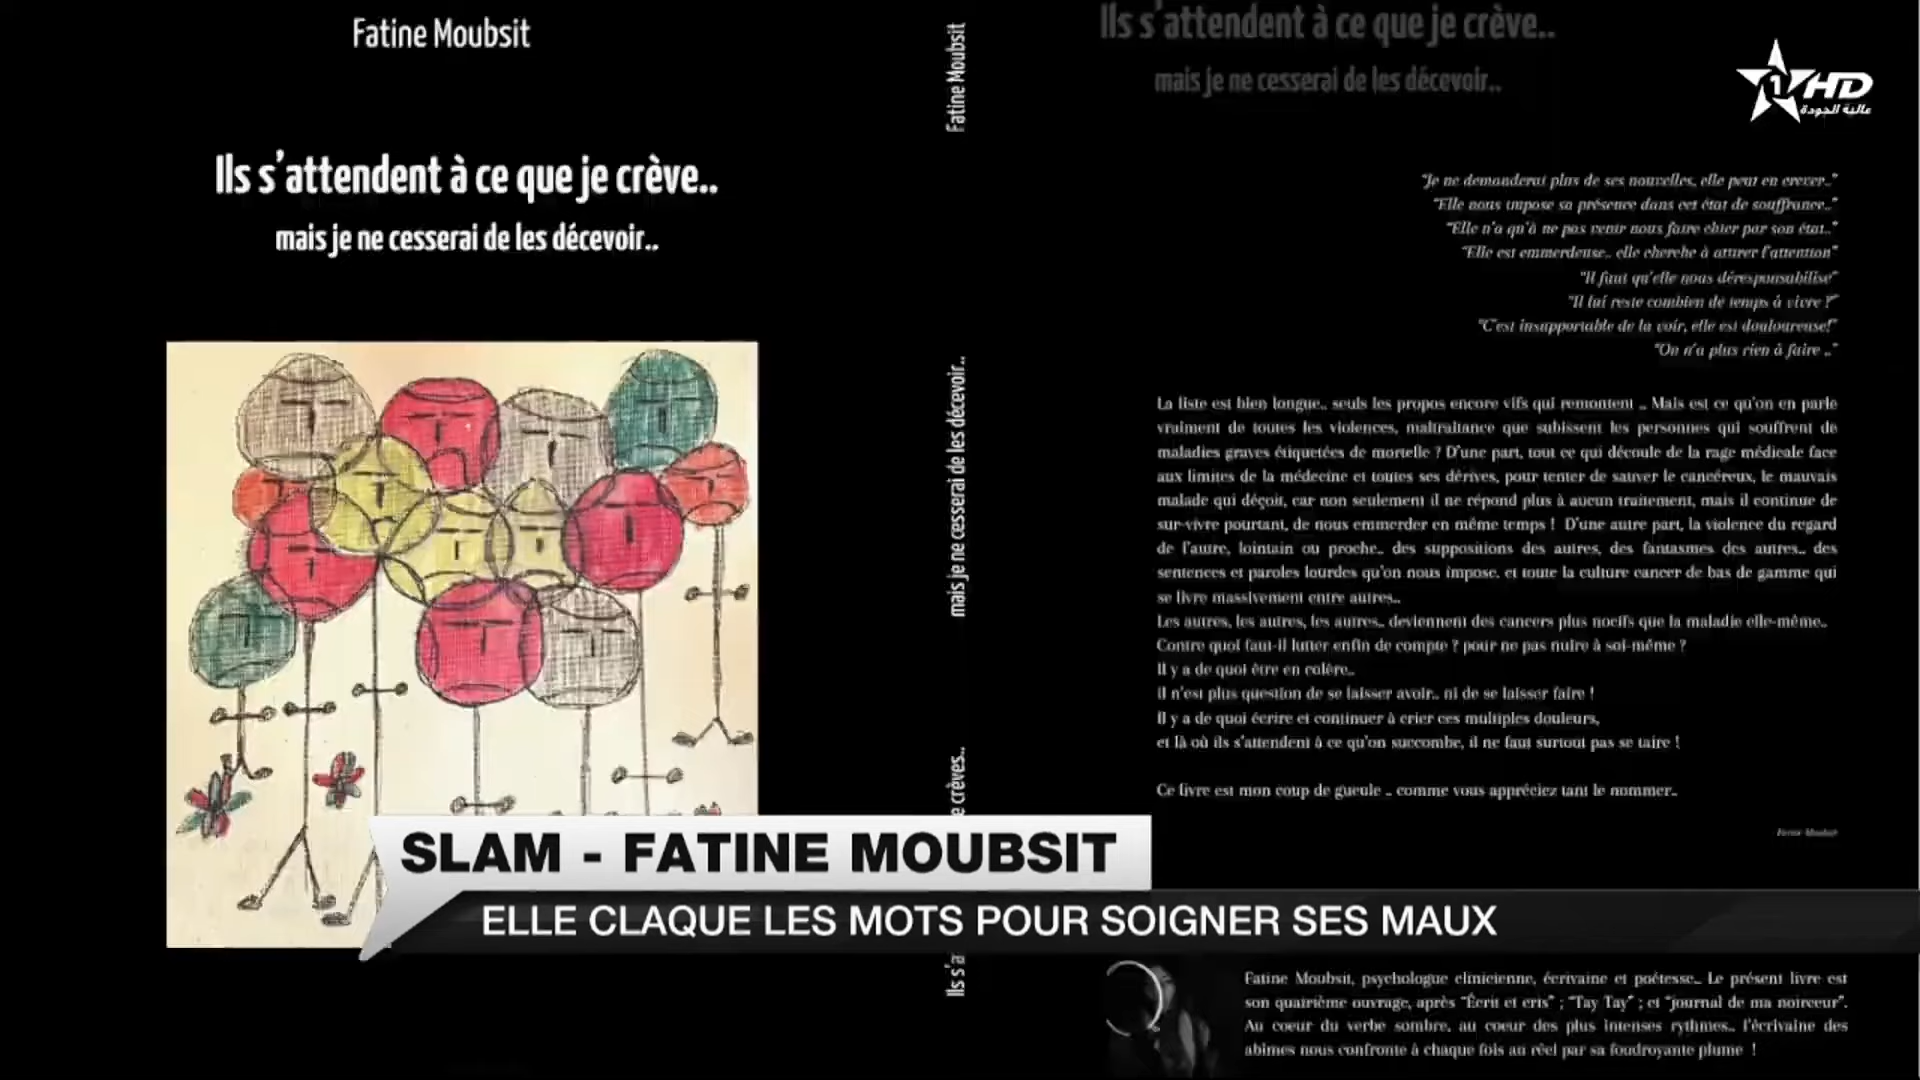 Fatine Moubsit
Ils s'attendent à ce que je crève..
mais je ne cesserai de les décevoir..
Fatine Moubsit
mais je ne cesserai de les décevoir..
e crèves..
Ils s'a
Ils s'attendent à ce que je crève..
mais je ne cesserai de les décevoir..
1 HD
عالية الجودة
"Je ne demanderai plus de ses nouvelles, elle peut en crever.."
"Elle nous impose sa présence dans cet état de souffrance.."
"Elle n'a qu'à ne pas venir nous faire chier par son état.."
"Elle est emmerdeuse.. elle cherche à attirer l'attention"
"Il faut qu'elle nous déresponsabilise"
"Il lui reste combien de temps à vivre ?"
"C'est insupportable de la voir, elle est douloureuse!"
"On n'a plus rien à faire .."
La liste est bien longue.. seuls les propos encore vifs qui remontent .. Mais est ce qu'on en parle
vraiment de toutes les violences, maltraitance que subissent les personnes qui souffrent de
maladies graves étiquetées de mortelle ? D'une part, tout ce qui découle de la rage médicale face
aux limites de la médecine et toutes ses dérives, pour tenter de sauver le cancéreux, le mauvais
malade qui déçoit, car non seulement il ne répond plus à aucun traitement, mais il continue de
sur-vivre pourtant, de nous emmerder en même temps ! D'une autre part, la violence du regard
de l'autre, lointain ou proche.. des suppositions des autres, des fantasmes des autres.. des
sentences et paroles lourdes qu'on nous impose, et toute la culture cancer de bas de gamme qui
se livre massivement entre autres..
Les autres, les autres, les autres.. deviennent des cancers plus nocifs que la maladie elle-même..
Contre quoi faut-il lutter enfin de compte ? pour ne pas nuire à soi-même ?
Il y a de quoi être en colère..
il n'est plus question de se laisser avoir.. ni de se laisser faire !
Il y a de quoi écrire et continuer à crier ces multiples douleurs,
et là où ils s'attendent à ce qu'on succombe, il ne faut surtout pas se taire !
Ce livre est mon coup de gueule .. comme vous appréciez tant le nommer..
Fatine Moubsit
SLAM - FATINE MOUBSIT
ELLE CLAQUE LES MOTS POUR SOIGNER SES MAUX
Fatine Moubsit, psychologue clinicienne, écrivaine et poétesse.. Le présent livre est
son quatrième ouvrage, après "Écrit et cris" ; "Tay Tay" ; et "journal de ma noirceur".
Au coeur du verbe sombre, au coeur des plus intenses rythmes.. l'écrivaine des
abîmes nous confronte à chaque fois au réel par sa foudroyante plume !